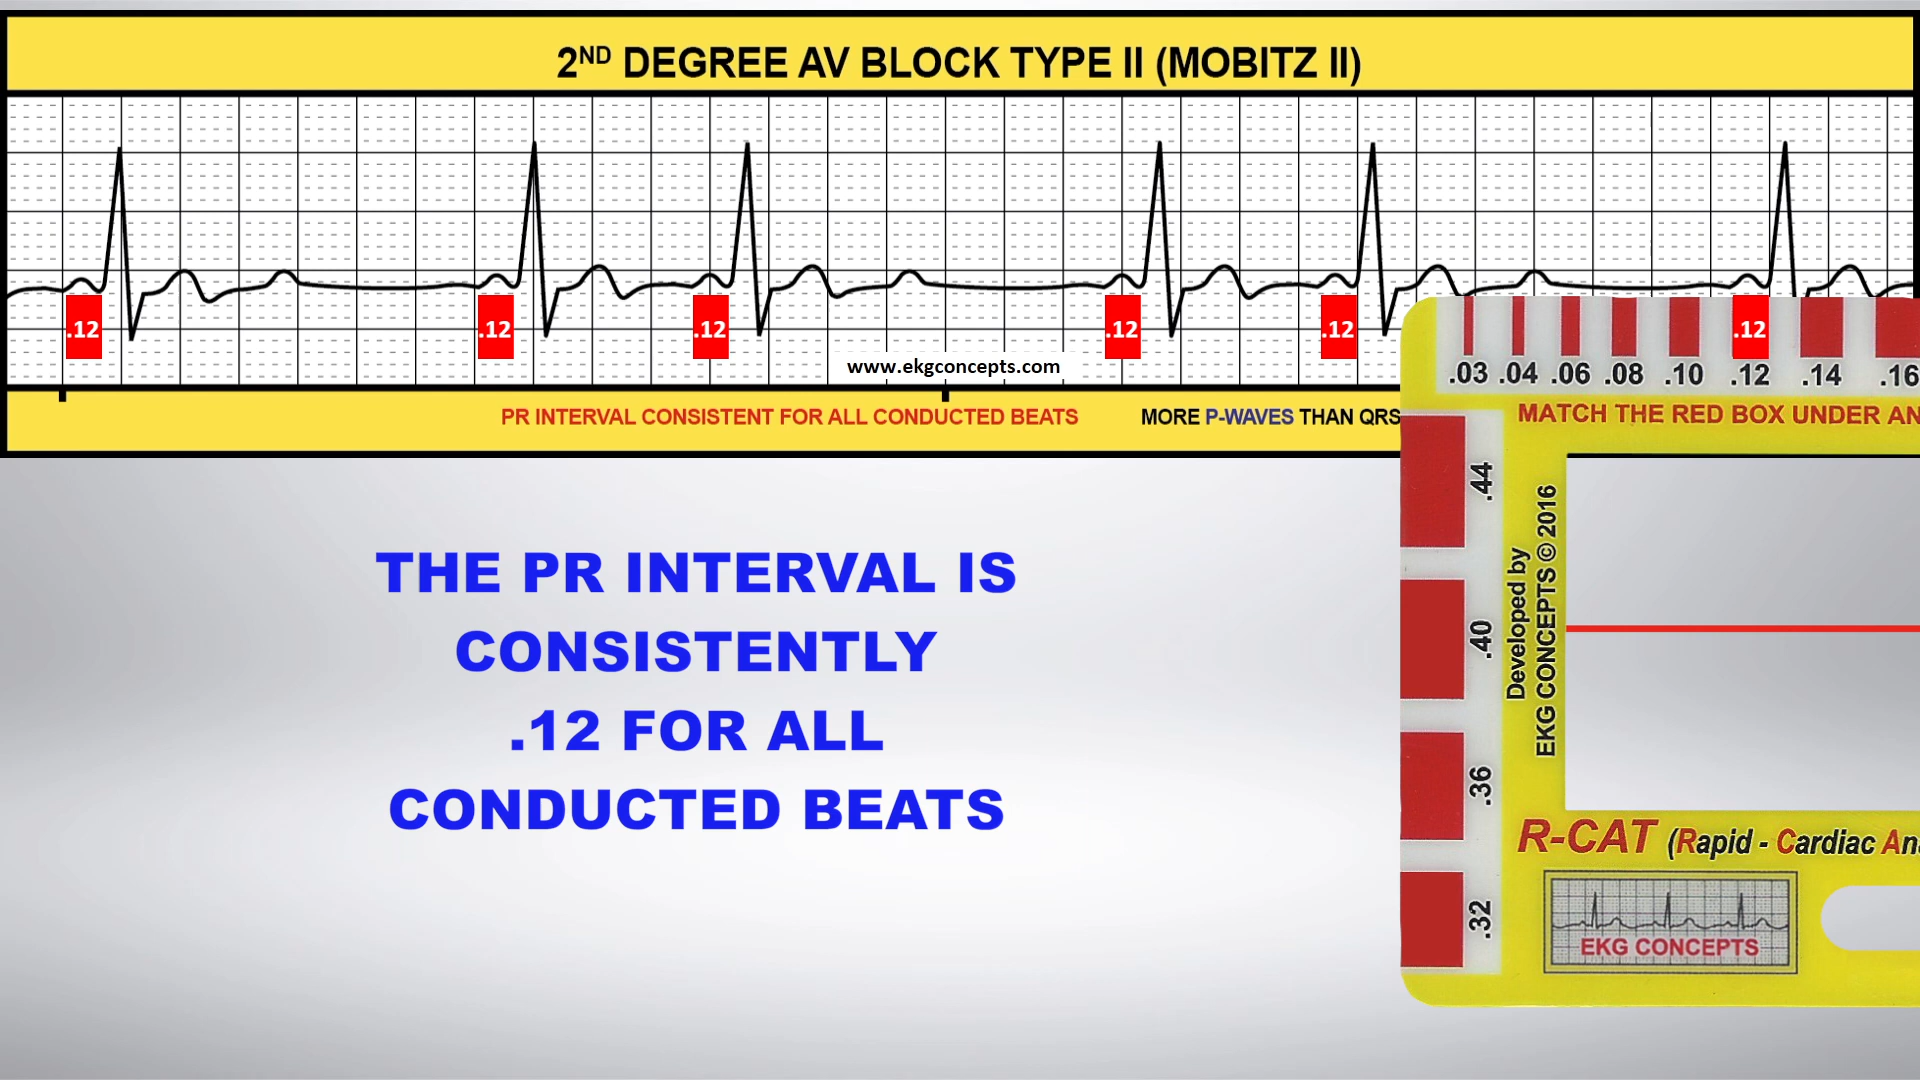 2ND DEGREE AV BLOCK TYPE II (MOBITZ II)
.12 .12 .12 .12 .12 .12
www.ekgconcepts.com
.03 .04 .06 .08 .10 .12 .14 .16
PR INTERVAL CONSISTENT FOR ALL CONDUCTED BEATS MORE P-WAVES THAN QRS
MATCH THE RED BOX UNDER AN
.44
.40
.36
.32
Developed by
EKG CONCEPTS © 2016
THE PR INTERVAL IS
CONSISTENTLY
.12 FOR ALL
CONDUCTED BEATS
R-CAT (Rapid - Cardiac An
EKG CONCEPTS